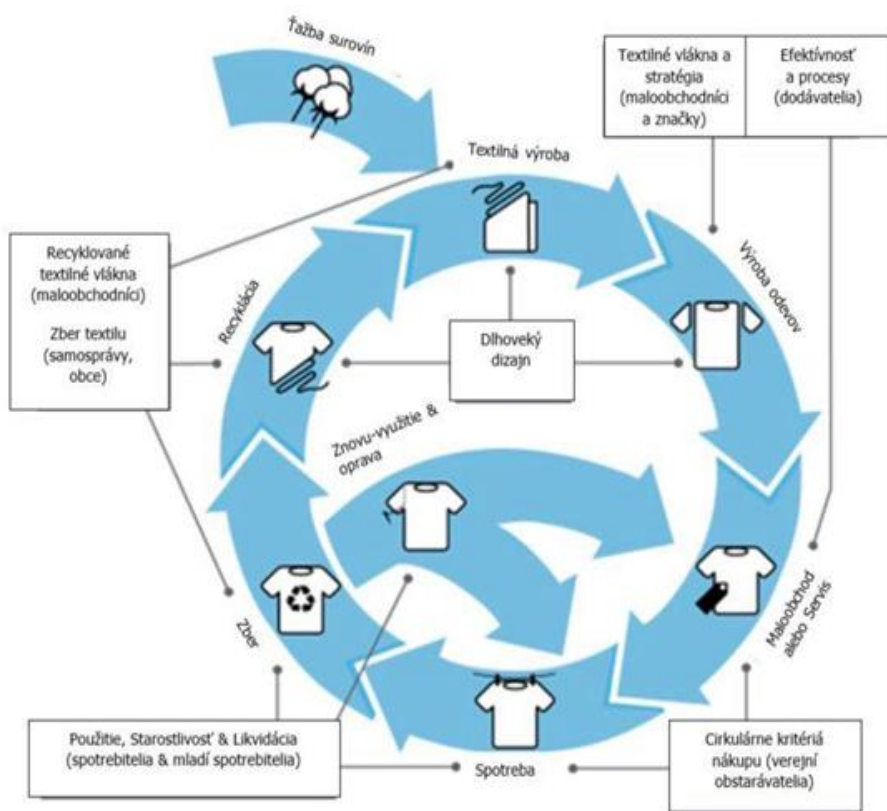 Ťažba surovín
Textilné vlákna a
stratégia
(maloobchodníci
a značky)
Efektívnosť
a procesy
(dodávatelia)
Textilná výroba
Výroba odevov
Recyklované
textilné vlákna
(maloobchodníci)
Zber textilu
(samosprávy,
obce)
Recyklácia
Dlhoveký
dizajn
Znovu-využitie &
oprava
Maloobchod
alebo Servis
Zber
Použitie, Starostlivosť & Likvidácia
(spotrebitelia & mladí spotrebitelia)
Spotreba
Cirkulárne kritériá
nákupu (verejní
obstarávatelia)